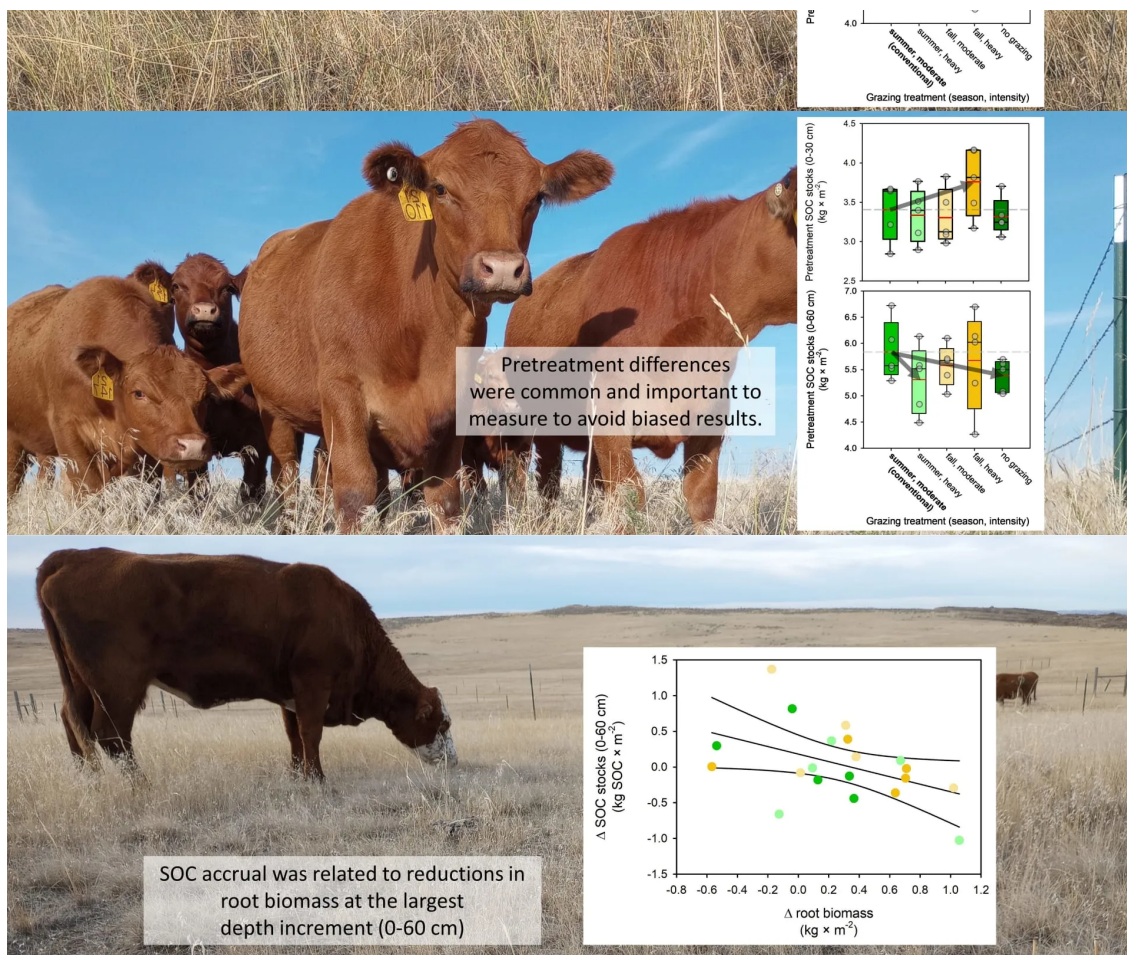 Pre
4.0
summer, moderate
(conventional)
summer, heavy
fall, moderate
fall, heavy
no grazing
Grazing treatment (season, intensity)
Pretreatment SOC stocks (0-30 cm)
(kg × m-2)
4.5
4.0
3.5
3.0
2.5
Pretreatment SOC stocks (0-60 cm)
(kg × m-2)
7.0
6.5
6.0
5.5
5.0
4.5
4.0
summer, moderate
(conventional)
summer, heavy
fall, moderate
fall, heavy
no grazing
Grazing treatment (season, intensity)
Pretreatment differences
were common and important to
measure to avoid biased results.
SOC accrual was related to reductions in
root biomass at the largest
depth increment (0-60 cm)
Δ SOC stocks (0-60 cm)
(kg SOC × m-2)
1.5
1.0
0.5
0.0
-0.5
-1.0
-1.5
-0.8 -0.6 -0.4 -0.2 0.0 0.2 0.4 0.6 0.8 1.0 1.2
Δ root biomass
(kg × m-2)